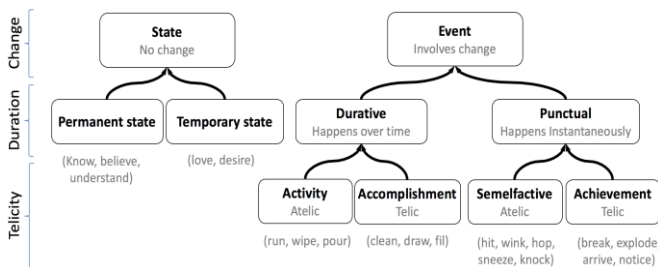 Change
State
No change
Event
Involves change
Duration
Permanent state
Temporary state
Durative
Happens over time
Punctual
Happens Instantaneously
(Know, believe,
understand)
(love, desire)
Telicity
Activity
Atelic
Accomplishment
Telic
Semelfactive
Atelic
Achievement
Telic
(run, wipe, pour)
(clean, draw, fil)
(hit, wink, hop,
sneeze, knock)
(break, explode
arrive, notice)